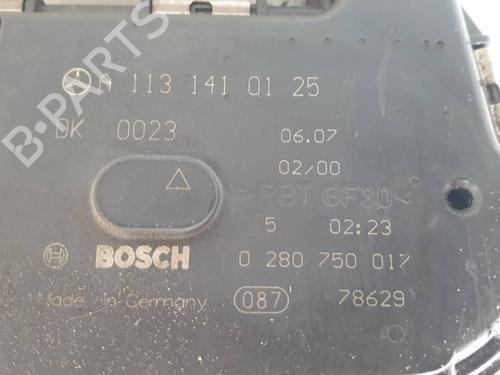 A 113 141 01 25
DK 0023
06.07
02/00
>PBT GF30<
5 02:23
BOSCH 0 280 750 017
Made in Germany 087 78629
B-PARTS